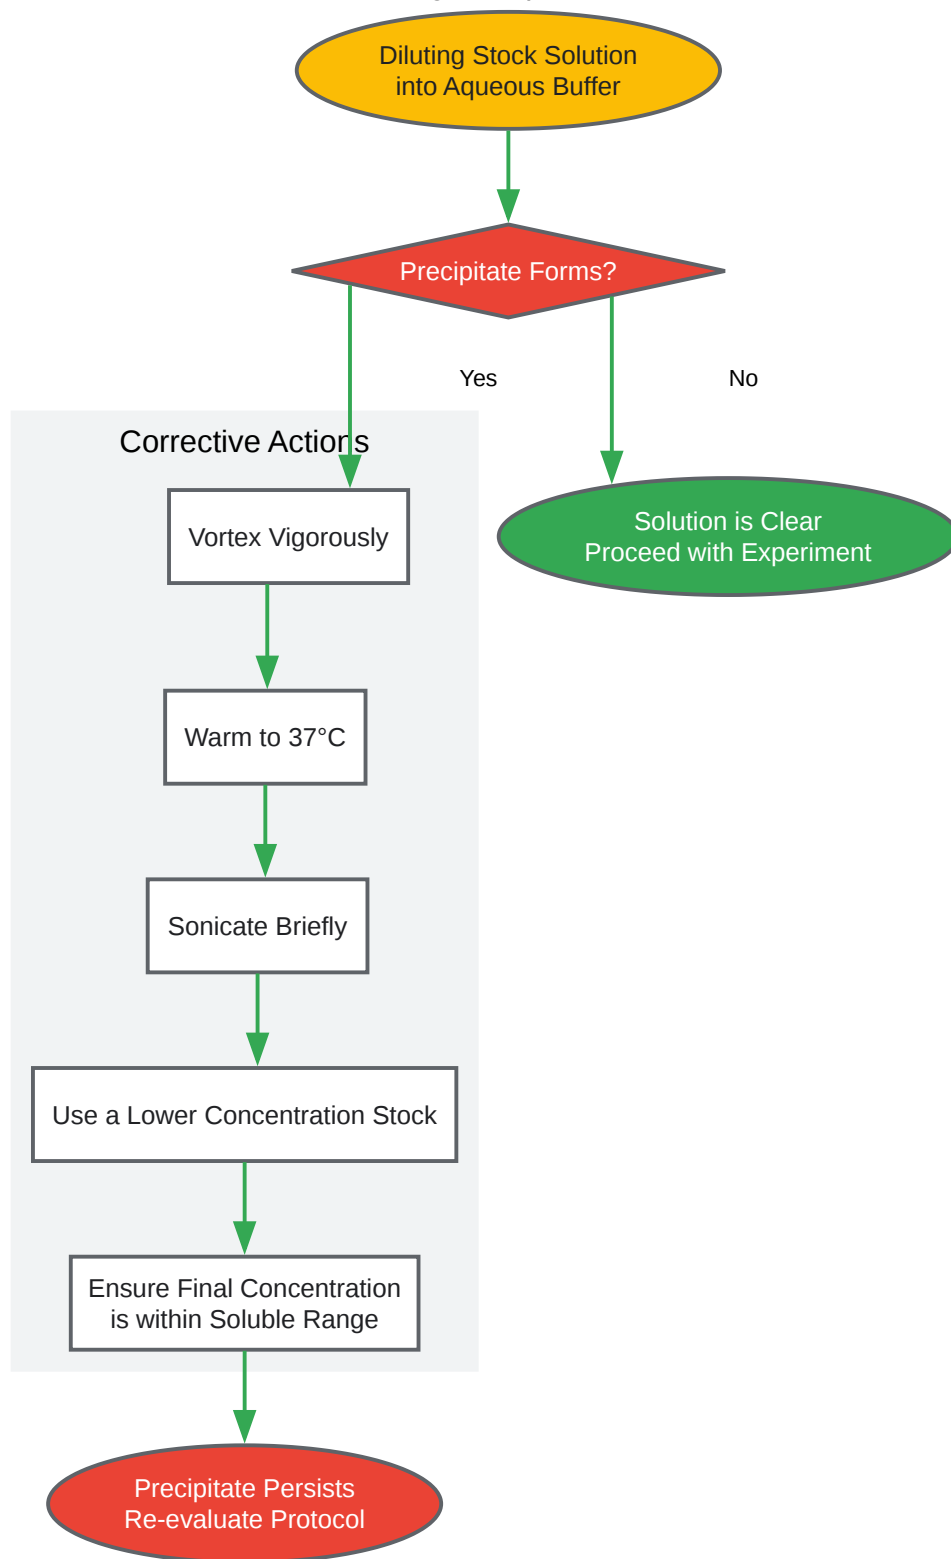 Diluting Stock Solution
into Aqueous Buffer
Precipitate Forms?
Yes
No
Corrective Actions
Vortex Vigorously
Solution is Clear
Proceed with Experiment
Warm to 37°C
Sonicate Briefly
Use a Lower Concentration Stock
Ensure Final Concentration
is within Soluble Range
Precipitate Persists
Re-evaluate Protocol